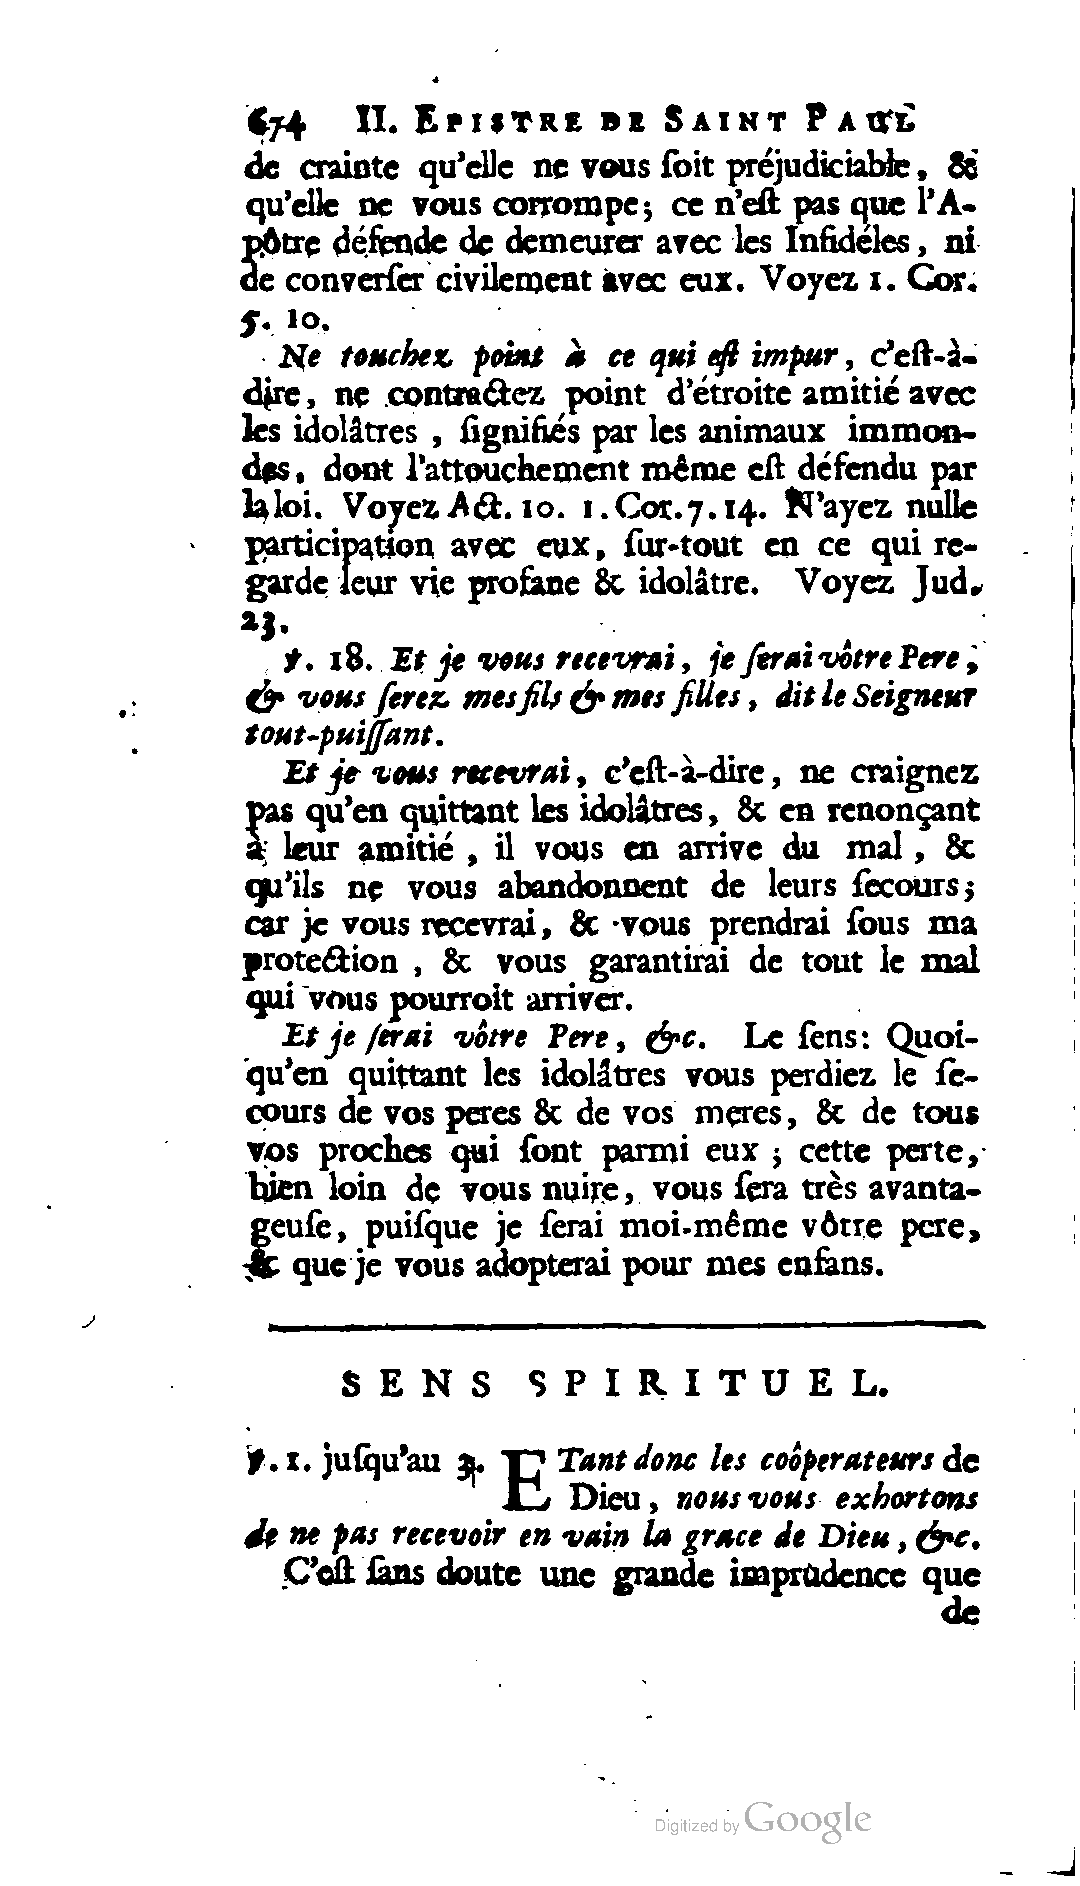 674 II. EPISTRE DE SAINT PAUL
de crainte qu'elle ne vous ſoit préjudiciable, &
qu'elle ne vous corrompe; ce n'eſt pas que l'A-
pôtre défende de demeurer avec les Infidéles, ni
de converſer civilement avec eux. Voyez 1. Cor.
5. 10.
Ne touchez point à ce qui eſt impur, c'eſt-à-
dire, ne contractez point d'étroite amitié avec
les idolâtres, ſignifiés par les animaux immon-
des, dont l'attouchement même eſt défendu par
la loi. Voyez Act. 10. 1. Cor. 7. 14. N'ayez nulle
participation avec eux, ſur-tout en ce qui re-
garde leur vie profane & idolâtre. Voyez Jud.
23.
℣. 18. Et je vous recevrai, je ſerai vôtre Pere,
& vous ſerez mes fils & mes filles, dit le Seigneur
tout-puiſſant.
Et je vous recevrai, c'eſt-à-dire, ne craignez
pas qu'en quittant les idolâtres, & en renonçant
à leur amitié, il vous en arrive du mal, &
qu'ils ne vous abandonnent de leurs ſecours;
car je vous recevrai, & vous prendrai ſous ma
protection, & vous garantirai de tout le mal
qui vous pourroit arriver.
Et je ſerai vôtre Pere, &c. Le ſens: Quoi-
qu'en quittant les idolâtres vous perdiez le ſe-
cours de vos peres & de vos meres, & de tous
vos proches qui ſont parmi eux; cette perte,
bien loin de vous nuire, vous ſera très avanta-
geuſe, puiſque je ſerai moi-même vôtre pere,
& que je vous adopterai pour mes enfans.
SENS SPIRITUEL.
℣. 1. juſqu'au 3. ETant donc les coôperateurs de
Dieu, nous vous exhortons
de ne pas recevoir en vain la grace de Dieu, &c.
C'eſt ſans doute une grande imprudence que
de
Digitized by Google